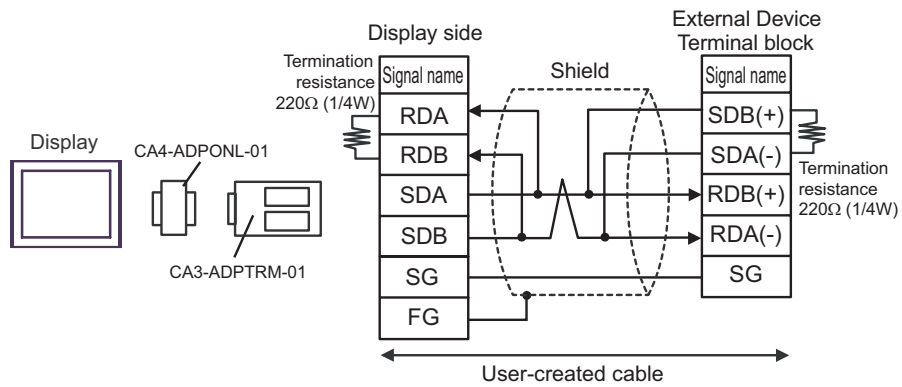 Display side
External Device
Terminal block
Termination
resistance
220Ω (1/4W)
Signal name
Shield
Signal name
RDA
SDB(+)
Display
CA4-ADPONL-01
RDB
SDA(-)
Termination
resistance
220Ω (1/4W)
SDA
RDB(+)
SDB
RDA(-)
CA3-ADPTRM-01
SG
SG
FG
User-created cable